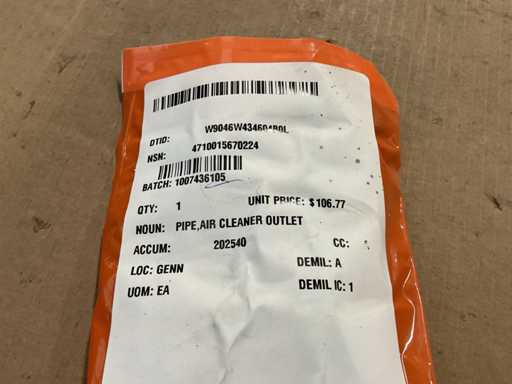 DTID: W9046W434604B0L
NSN: 4710015670224
BATCH: 1007436105
QTY: 1 UNIT PRICE: $106.77
NOUN: PIPE,AIR CLEANER OUTLET
ACCUM: 202540 CC:
LOC: GENN DEMIL: A
UOM: EA DEMIL IC: 1